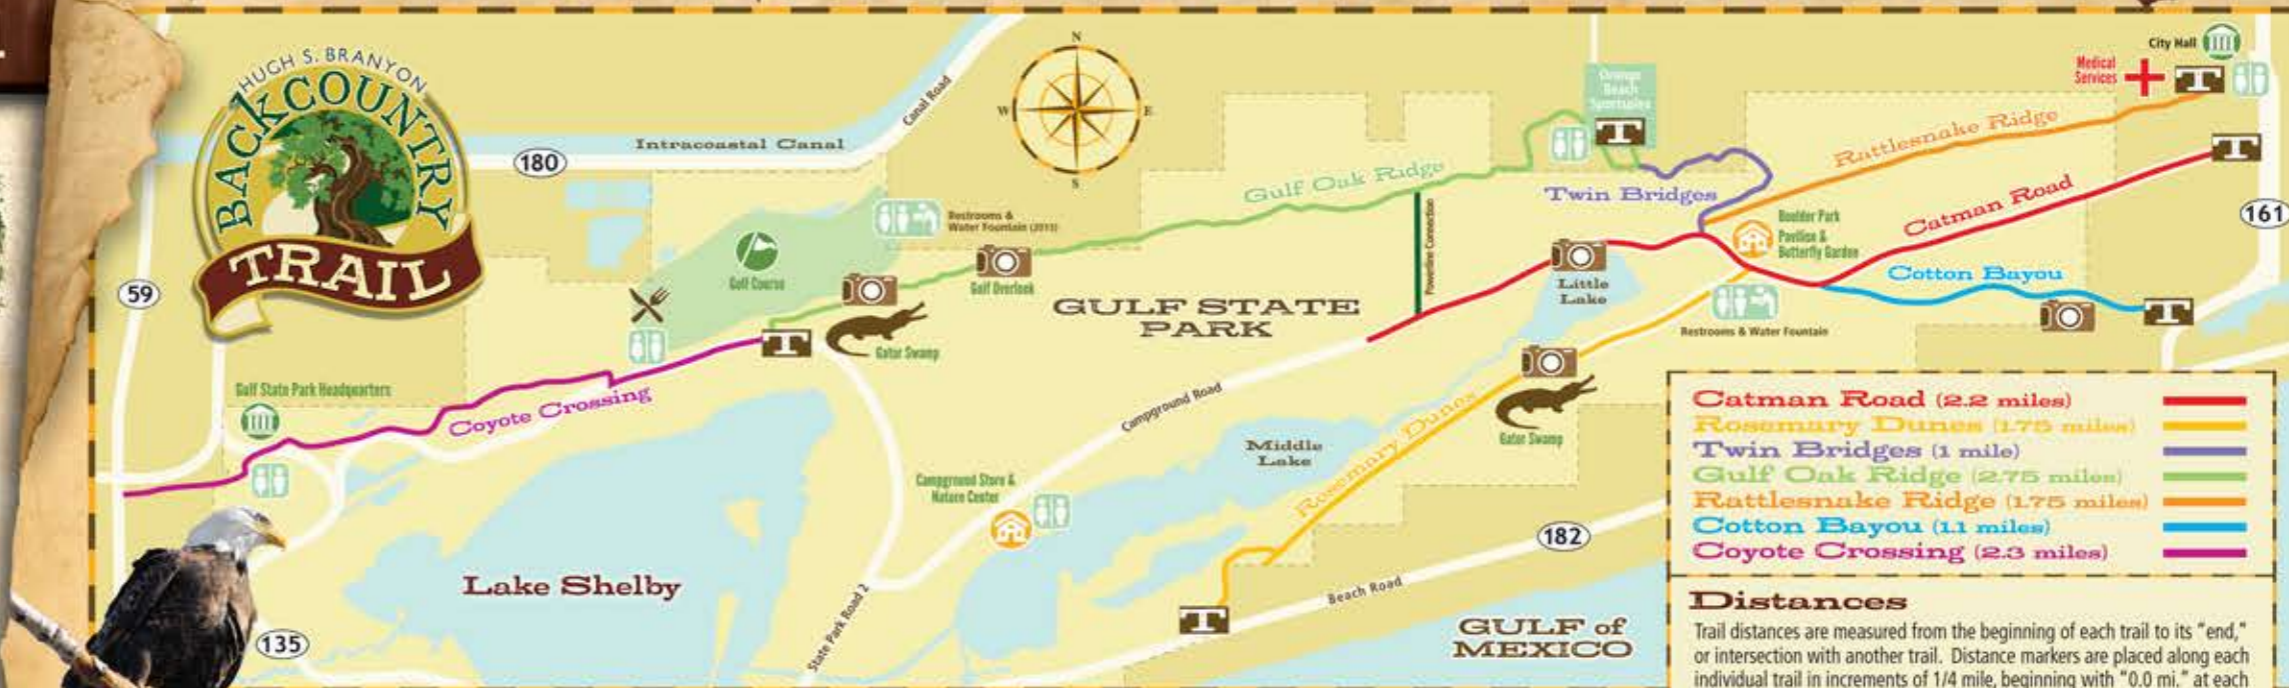 HUGH S. BRANYON
BACKCOUNTRY
TRAIL
N
E
S
W
Intracoastal Canal
Canal Road
180
59
Golf Course
Restrooms &
Water Fountain (2015)
Golf Overlook
Gator Swamp
Gulf State Park Headquarters
Coyote Crossing
Gulf Oak Ridge
GULF STATE
PARK
Powerline Connection
Orange
Beach
Sportsplex
Twin Bridges
Little
Lake
City Hall
Medical
Services
Rattlesnake Ridge
Catman Road
161
Boulder Park
Pavilion &
Butterfly Garden
Cotton Bayou
Restrooms & Water Fountain
Campground Road
Middle
Lake
Rosemary Dunes
Gator Swamp
Campground Store &
Nature Center
Lake Shelby
135
State Park Road 2
Beach Road
182
GULF of
MEXICO
T
T
T
T
T
T
Catman Road (2.2 miles)
Rosemary Dunes (1.75 miles)
Twin Bridges (1 mile)
Gulf Oak Ridge (2.75 miles)
Rattlesnake Ridge (1.75 miles)
Cotton Bayou (1.1 miles)
Coyote Crossing (2.3 miles)
Distances
Trail distances are measured from the beginning of each trail to its "end,"
or intersection with another trail. Distance markers are placed along each
individual trail in increments of 1/4 mile, beginning with "0.0 mi." at each